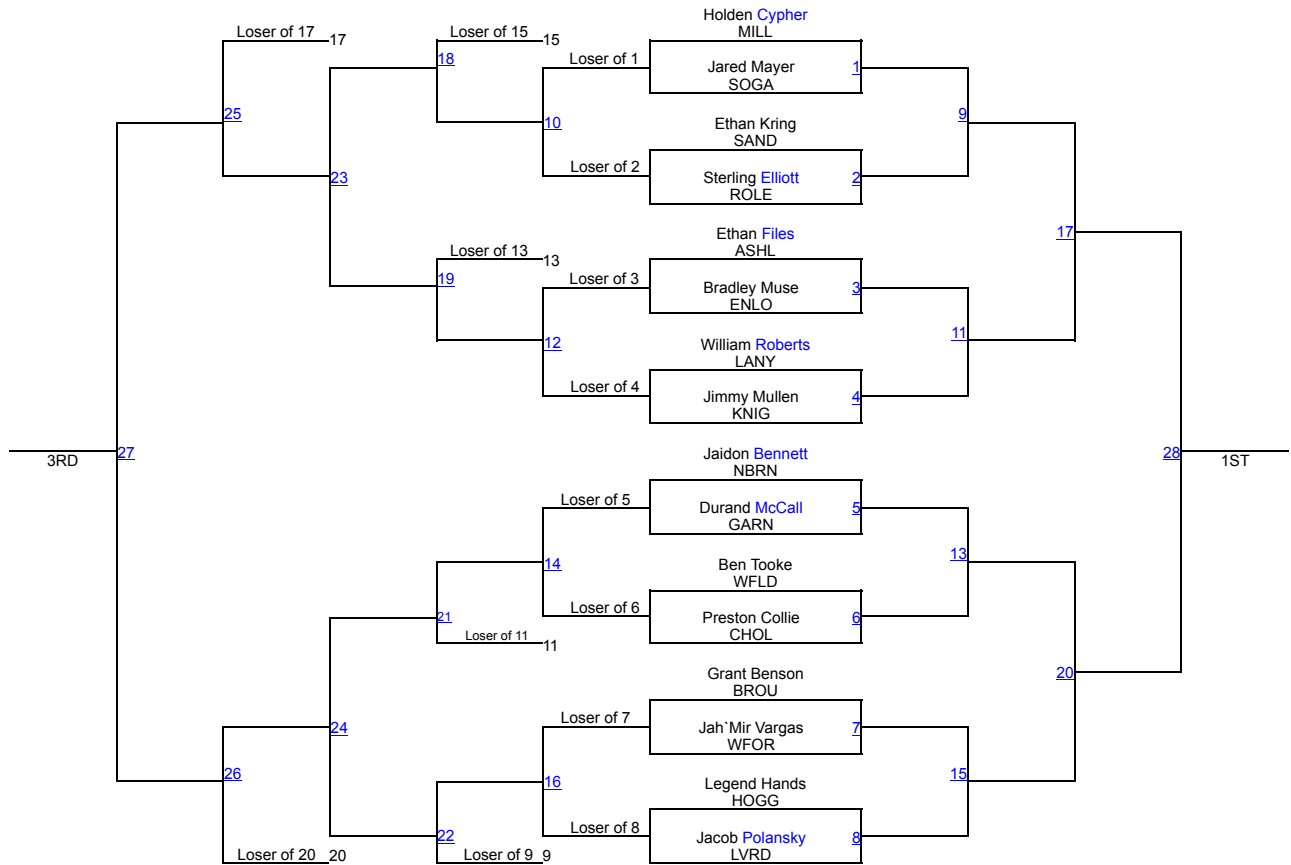 Holden Cypher
MILL
Loser of 17 17
Loser of 15 15
18
Loser of 1
Jared Mayer 1
SOGA
25
10
9
Ethan Kring
SAND
23
Loser of 2
Sterling Elliott 2
ROLE
Ethan Files
ASHL
17
Loser of 13 13
19
Loser of 3
Bradley Muse 3
ENLO
12
11
William Roberts
LANY
Loser of 4
Jimmy Mullen 4
KNIG
3RD
27
Jaidon Bennett
NBRN
28
1ST
Loser of 5
Durand McCall 5
GARN
14
13
Ben Tooke
WFLD
21
Loser of 6
Preston Collie 6
CHOL
Loser of 11 11
20
Grant Benson
BROU
24
Loser of 7
Jah`Mir Vargas 7
WFOR
26
16
15
Legend Hands
HOGG
22
Loser of 8
Jacob Polansky 8
LVRD
Loser of 20 20
Loser of 9 9